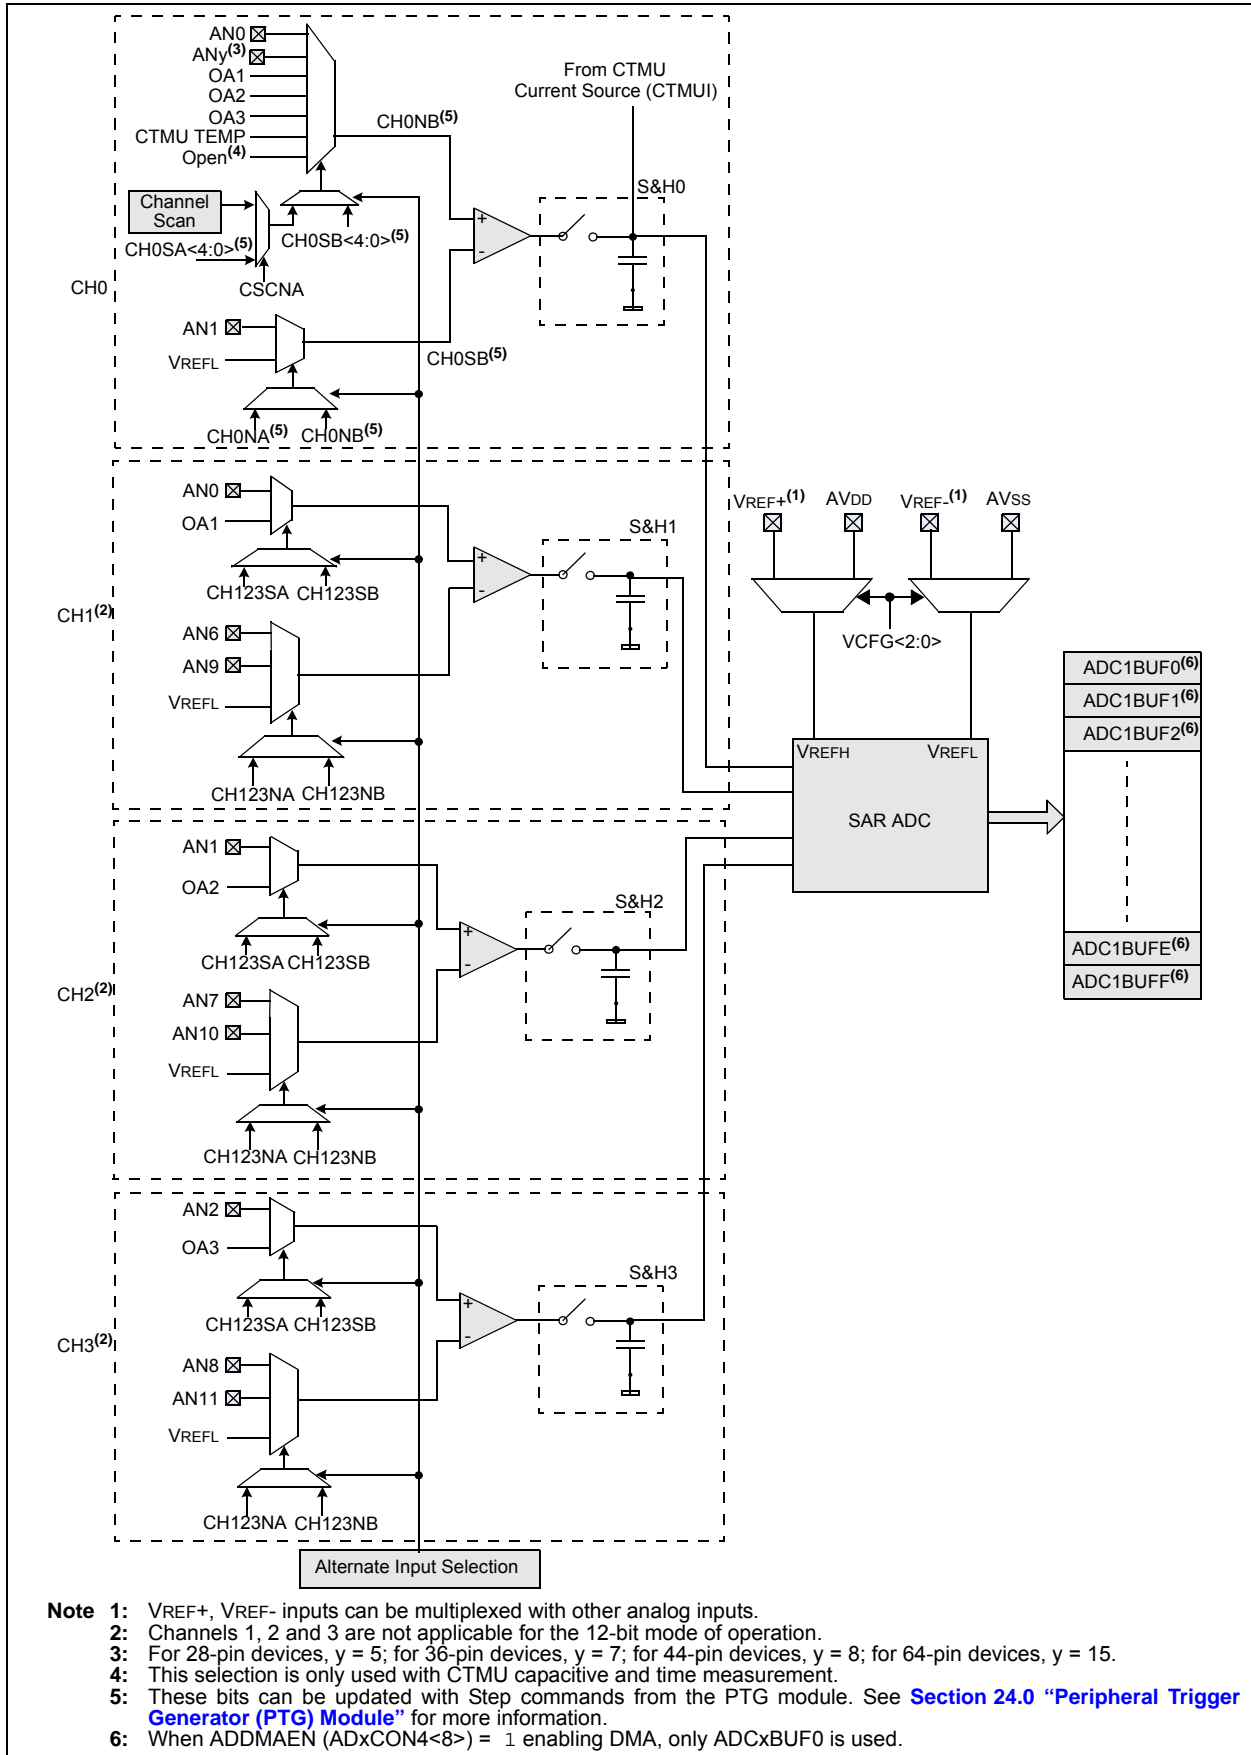 AN0
ANy(3)
OA1
OA2
OA3
CTMU TEMP
Open(4)
From CTMU
Current Source (CTMUI)
CH0NB(5)
S&H0
Channel
Scan
CH0SA<4:0>(5)
CH0SB<4:0>(5)
+
-
CSCNA
CH0
AN1
VREFL
CH0SB(5)
CH0NA(5)
CH0NB(5)
AN0
OA1
S&H1
+
-
CH123SA
CH123SB
CH1(2)
AN6
AN9
VREFL
CH123NA
CH123NB
VREF+(1)
AVDD
VREF-(1)
AVSS
VCFG<2:0>
VREFH
VREFL
SAR ADC
ADC1BUF0(6)
ADC1BUF1(6)
ADC1BUF2(6)
ADC1BUFE(6)
ADC1BUFF(6)
AN1
OA2
S&H2
+
-
CH123SA
CH123SB
CH2(2)
AN7
AN10
VREFL
CH123NA
CH123NB
AN2
OA3
S&H3
+
-
CH123SA
CH123SB
CH3(2)
AN8
AN11
VREFL
CH123NA
CH123NB
Alternate Input Selection
Note 1: VREF+, VREF- inputs can be multiplexed with other analog inputs.
2: Channels 1, 2 and 3 are not applicable for the 12-bit mode of operation.
3: For 28-pin devices, y = 5; for 36-pin devices, y = 7; for 44-pin devices, y = 8; for 64-pin devices, y = 15.
4: This selection is only used with CTMU capacitive and time measurement.
5: These bits can be updated with Step commands from the PTG module. See Section 24.0 “Peripheral Trigger
Generator (PTG) Module” for more information.
6: When ADDMAEN (ADxCON4<8>) = 1 enabling DMA, only ADCxBUF0 is used.